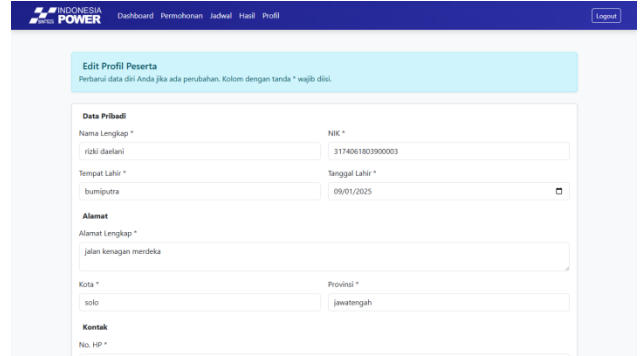 INDONESIA
POWER
Dashboard Permohonan Jadwal Hasil Profil
Logout
Edit Profil Peserta
Perbarui data diri Anda jika ada perubahan. Kolom dengan tanda * wajib diisi.
Data Pribadi
Nama Lengkap * NIK *
rizki daelani 3174061803900003
Tempat Lahir * Tanggal Lahir *
bumiputra 09/01/2025
Alamat
Alamat Lengkap *
jalan kenagan merdeka
Kota * Provinsi *
solo jawatengah
Kontak
No. HP *